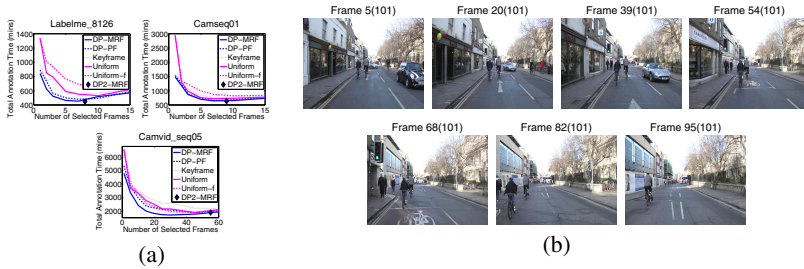 Labelme_8126
Total Annotation Time (mins)
1400
1200
1000
800
600
400
0 5 10 15
Number of Selected Frames
DP−MRF
DP−PF
Keyframe
Uniform
Uniform−f
DP2−MRF
Camseq01
Total Annotation Time (mins)
3000
2500
2000
1500
1000
500
0 5 10 15
Number of Selected Frames
DP−MRF
DP−PF
Keyframe
Uniform
Uniform−f
DP2−MRF
Camvid_seq05
Total Annotation Time (mins)
6000
5000
4000
3000
2000
0 20 40 60
Number of Selected Frames
DP−MRF
DP−PF
Keyframe
Uniform
Uniform−f
DP2−MRF
(a)
Frame 5(101)
Frame 20(101)
Frame 39(101)
Frame 54(101)
Frame 68(101)
Frame 82(101)
Frame 95(101)
(b)